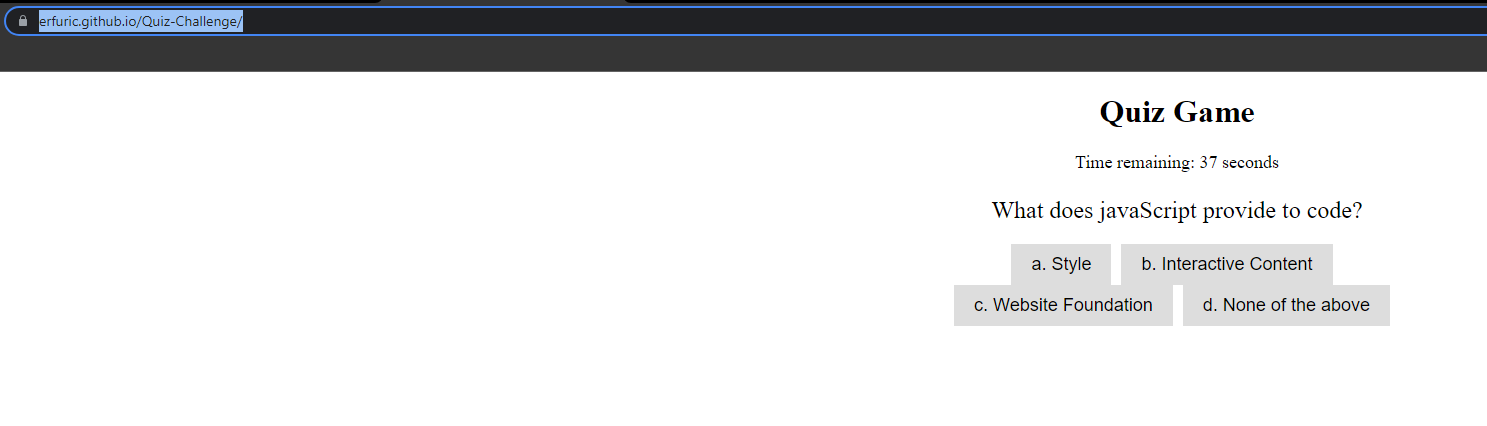 erfuric.github.io/Quiz-Challenge/
Quiz Game
Time remaining: 37 seconds
What does javaScript provide to code?
a. Style b. Interactive Content
c. Website Foundation d. None of the above